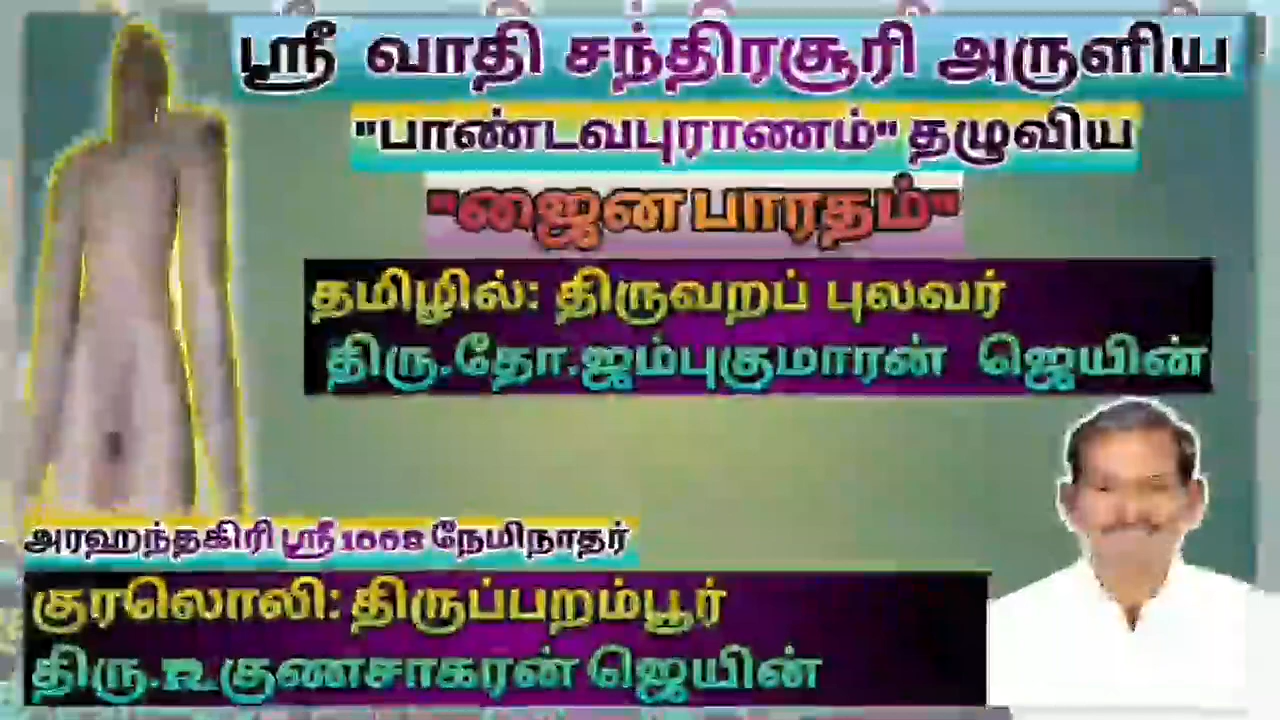 ஸ்ரீ வாதி சந்திரசூரி அருளிய
"பாண்டவபுராணம்" தழுவிய
"ஜைன பாரதம்"
தமிழில்: திருவறப் புலவர்
திரு.தோ.ஜம்புகுமாரன் ஜெயின்
அரஹந்தகிரி ஸ்ரீ 1008 நேமிநாதர்
குரலொலி: திருப்பறம்பூர்
திரு.R.குணசாகரன் ஜெயின்